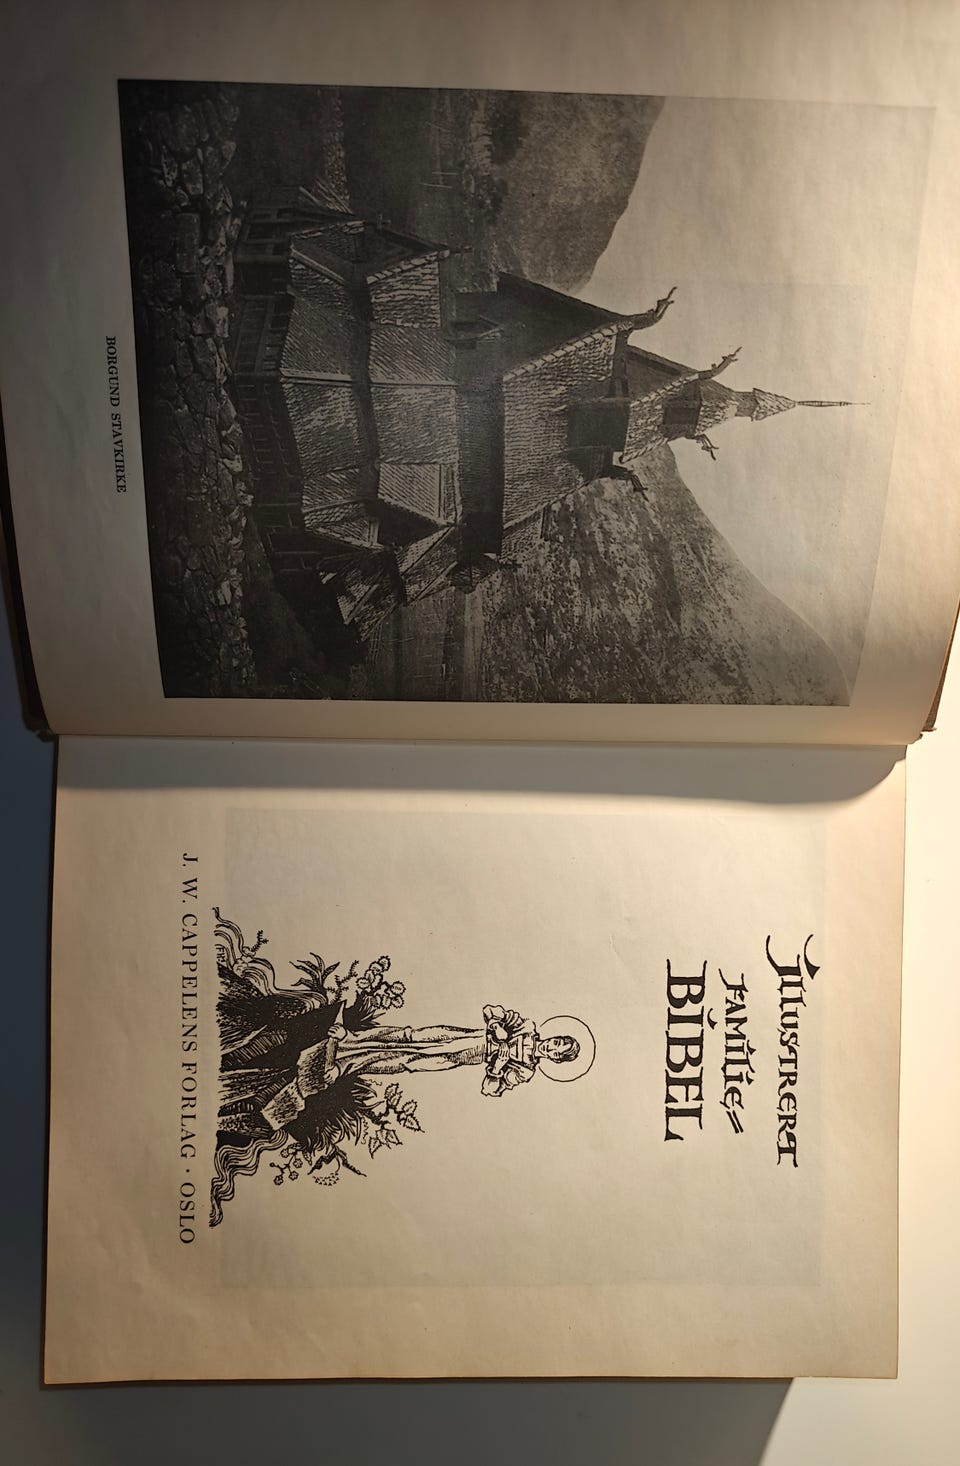 BORGUND STAVKIRKE
ILLUSTRERT
FAMILIE=
BIBEL
J. W. CAPPELENS FORLAG · OSLO